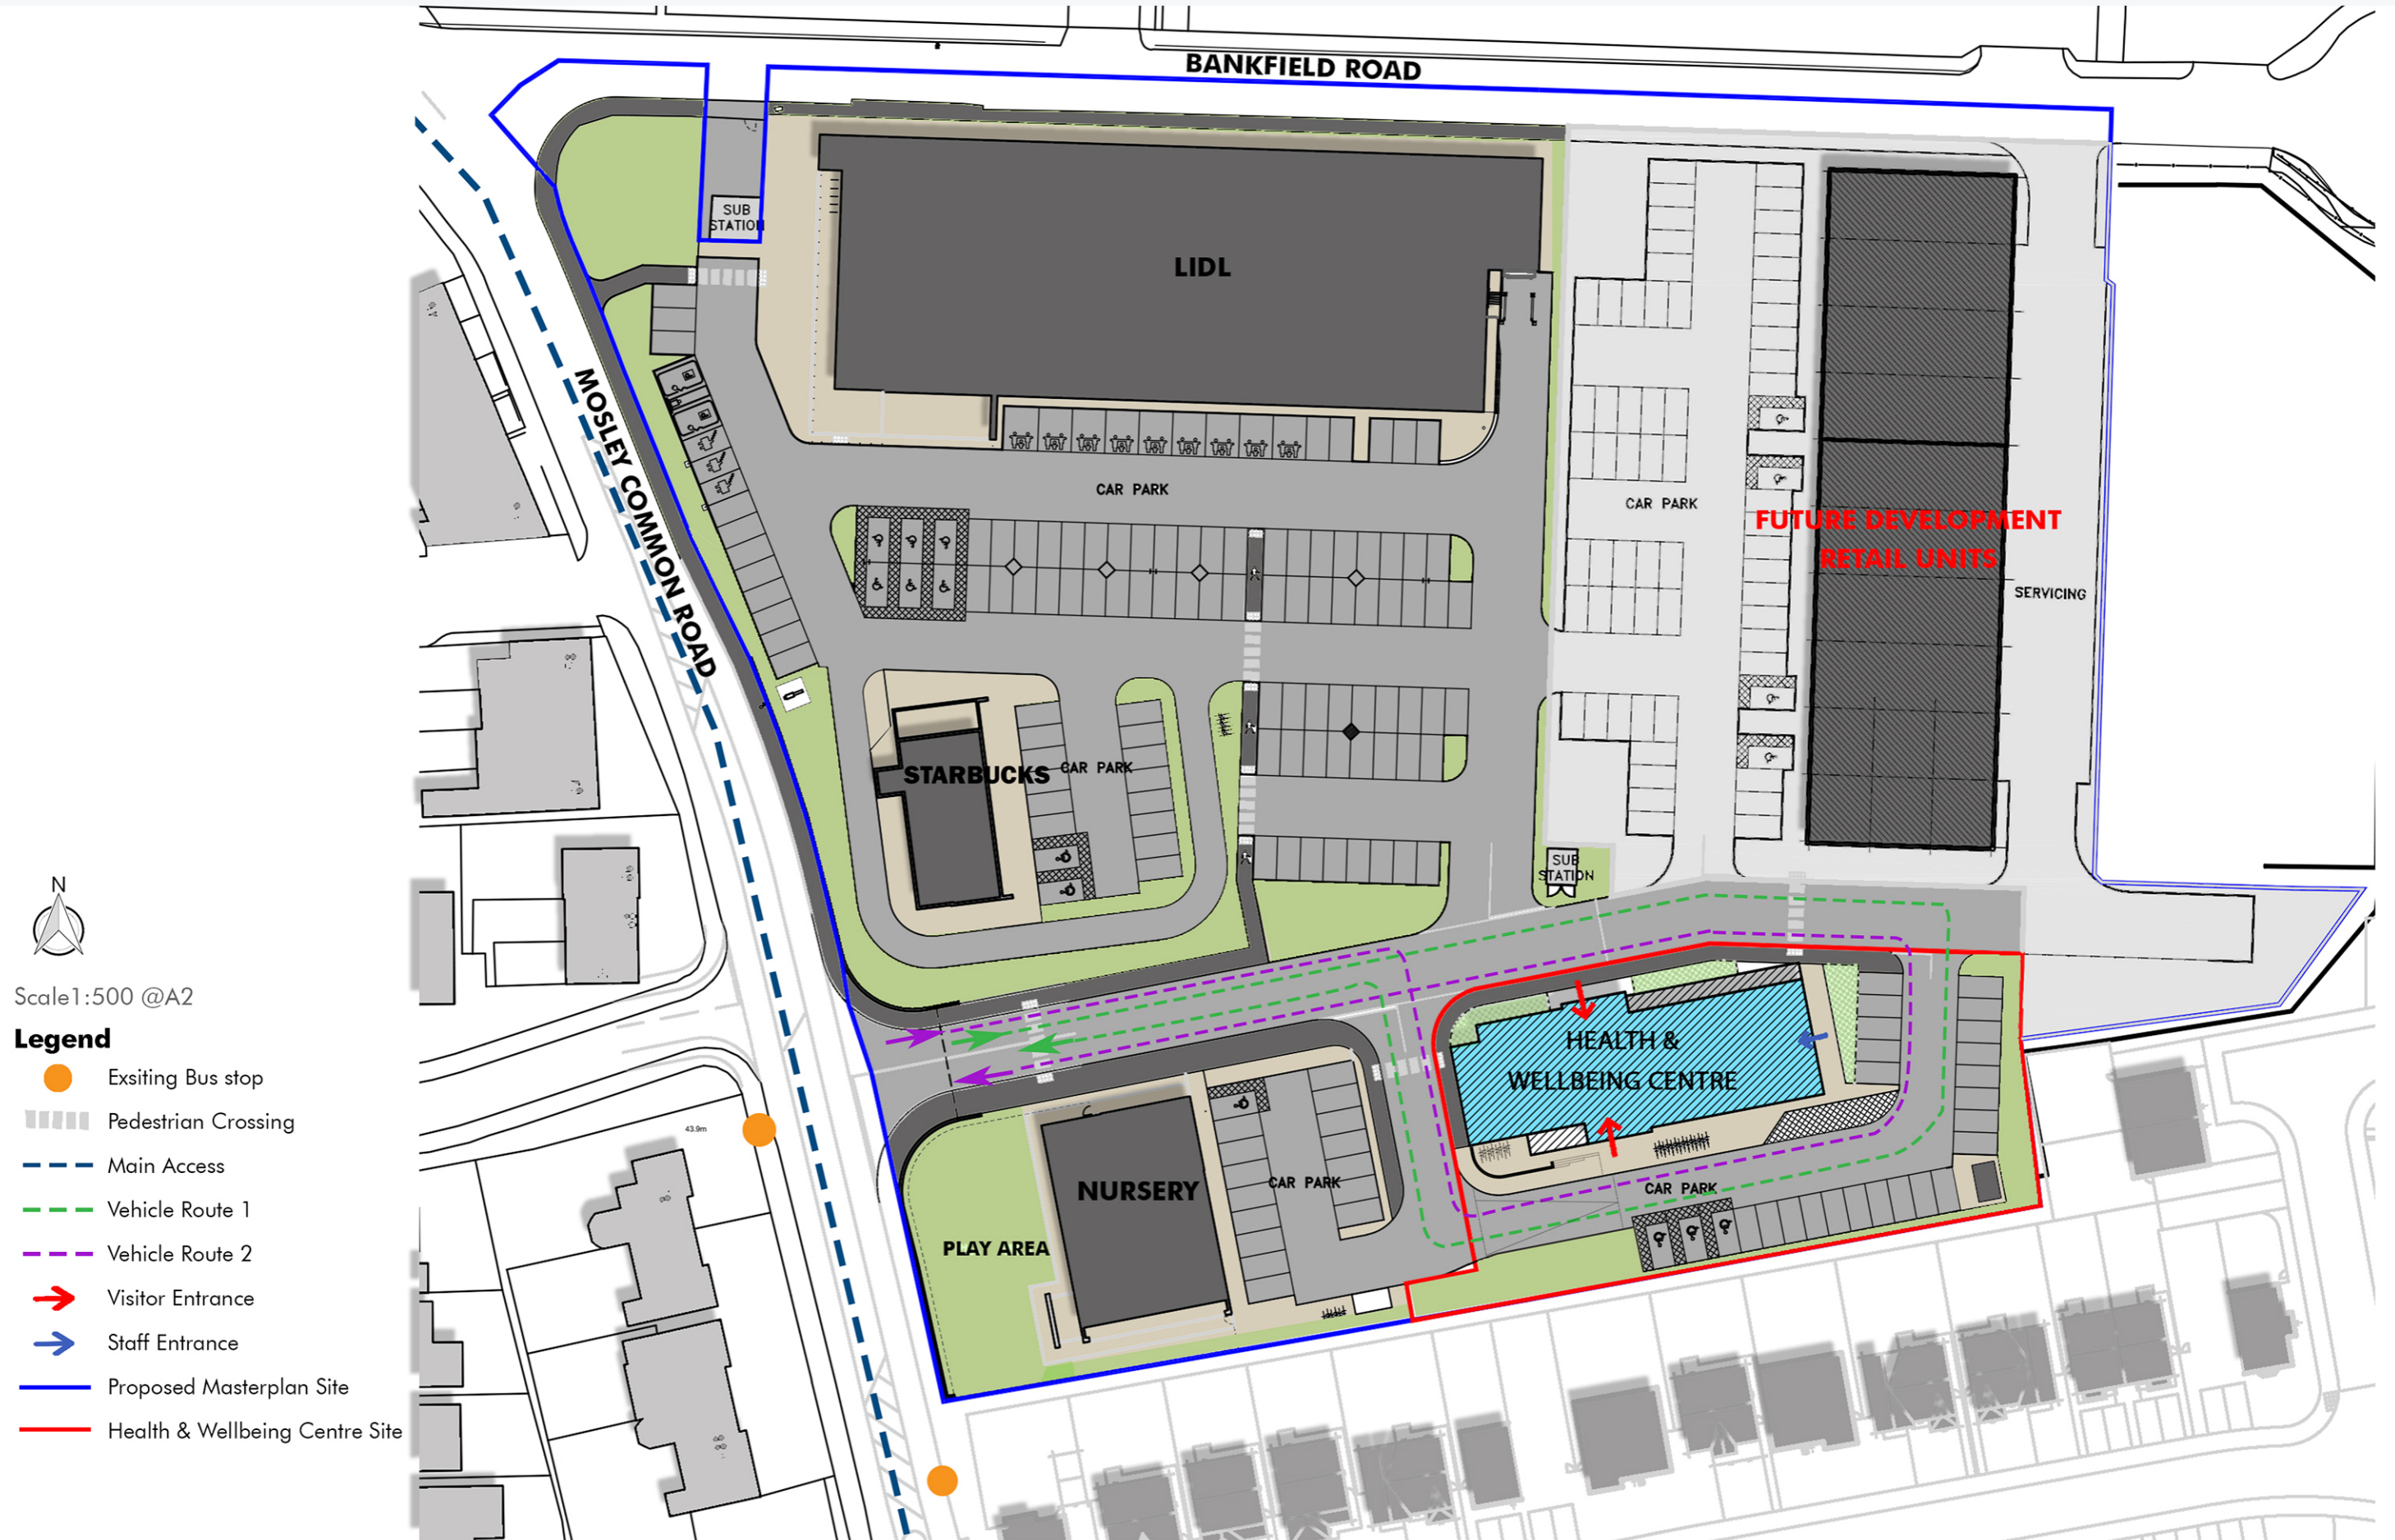 BANKFIELD ROAD
SUB
STATION
LIDL
MOSLEY COMMON ROAD
CAR PARK
CAR PARK
FUTURE DEVELOPMENT
RETAIL UNITS
SERVICING
STARBUCKS
CAR PARK
SUB
STATION
HEALTH &
WELLBEING CENTRE
NURSERY
CAR PARK
CAR PARK
PLAY AREA
43.9m
N
Scale1:500 @A2
Legend
Exsiting Bus stop
Pedestrian Crossing
Main Access
Vehicle Route 1
Vehicle Route 2
Visitor Entrance
Staff Entrance
Proposed Masterplan Site
Health & Wellbeing Centre Site